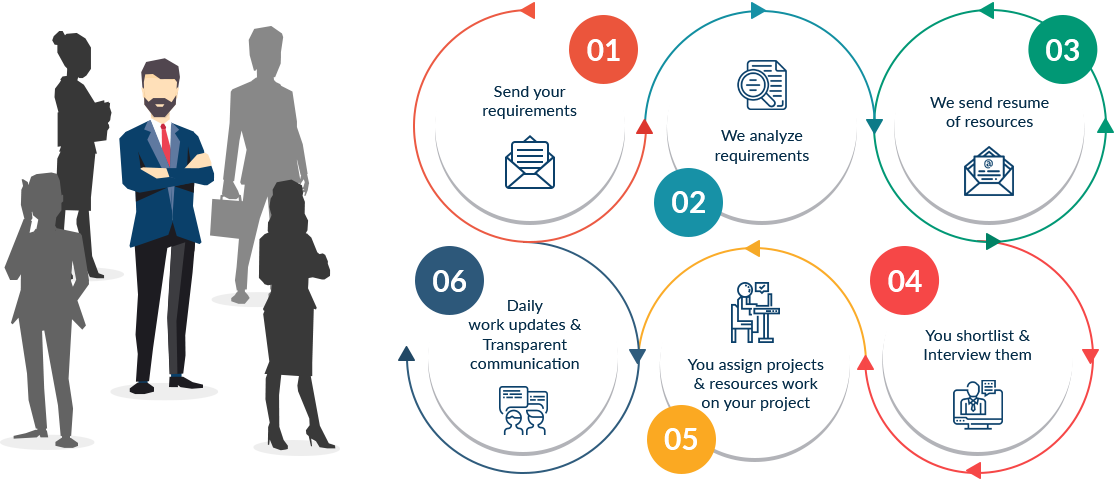 01
Send your
requirements
02
We analyze
requirements
03
We send resume
of resources
@
04
You shortlist &
Interview them
05
You assign projects
& resources work
on your project
06
Daily
work updates &
Transparent
communication